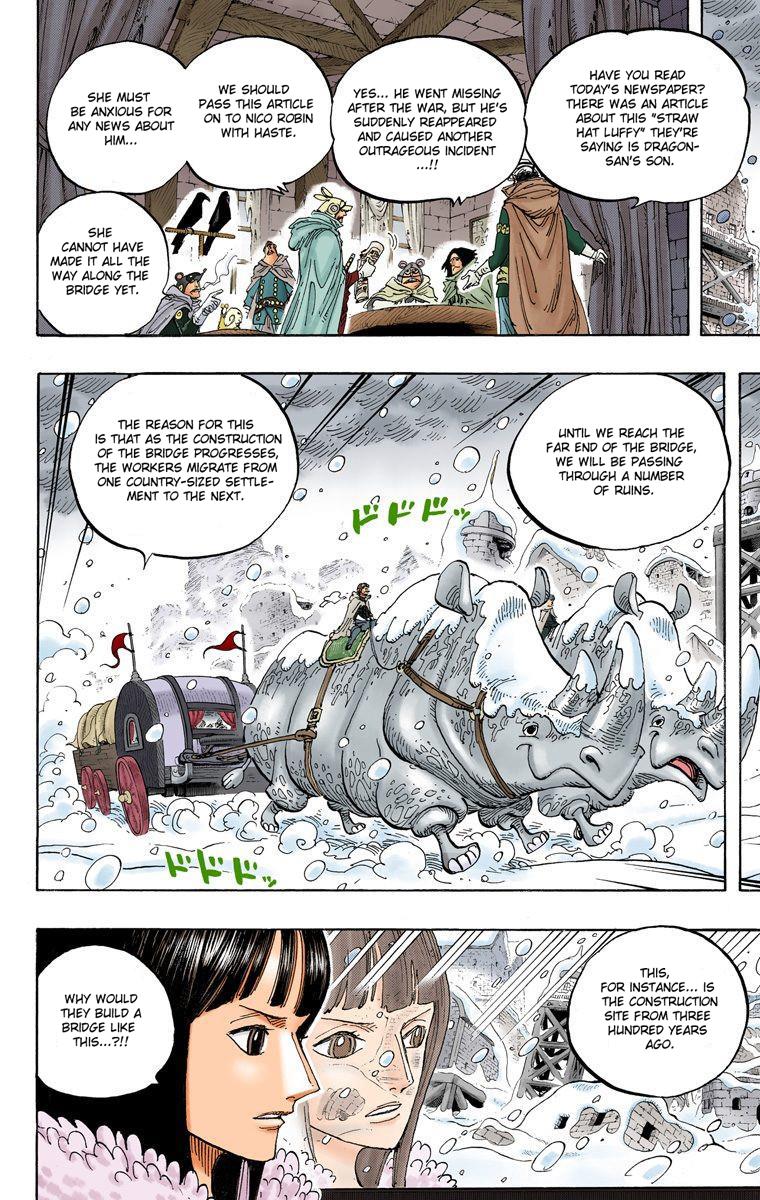 HAVE YOU READ
TODAY'S NEWSPAPER?
THERE WAS AN ARTICLE
ABOUT THIS "STRAW
HAT LUFFY" THEY'RE
SAYING IS DRAGON-
SAN'S SON.
YES... HE WENT MISSING
AFTER THE WAR, BUT HE'S
SUDDENLY REAPPEARED
AND CAUSED ANOTHER
OUTRAGEOUS INCIDENT
...!!
WE SHOULD
PASS THIS ARTICLE
ON TO NICO ROBIN
WITH HASTE.
SHE MUST
BE ANXIOUS FOR
ANY NEWS ABOUT
HIM...
SHE
CANNOT HAVE
MADE IT ALL THE
WAY ALONG THE
BRIDGE YET.
UNTIL WE REACH THE
FAR END OF THE BRIDGE,
WE WILL BE PASSING
THROUGH A NUMBER
OF RUINS.
THE REASON FOR THIS
IS THAT AS THE CONSTRUCTION
OF THE BRIDGE PROGRESSES,
THE WORKERS MIGRATE FROM
ONE COUNTRY-SIZED SETTLE-
MENT TO THE NEXT.
ドドドッ
ドドドッ
THIS,
FOR INSTANCE... IS
THE CONSTRUCTION
SITE FROM THREE
HUNDRED YEARS
AGO.
WHY WOULD
THEY BUILD A
BRIDGE LIKE
THIS...?!!